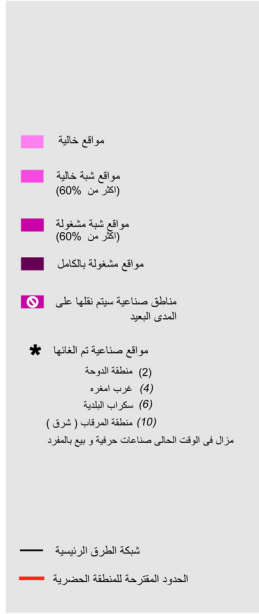 مواقع خالية
مواقع شبة خالية
(اكثر من 60%)
مواقع شبة مشغولة
(اكثر من 60%)
مواقع مشغولة بالكامل
مناطق صناعية سيتم نقلها على
المدى البعيد
مواقع صناعية تم الغائها
(2) منطقة الدوحة
(4) غرب امغره
(6) سكراب البلدية
(10) منطقة المرقاب ( شرق )
مزال فى الوقت الحالى صناعات حرفية و بيع بالمفرد
شبكة الطرق الرئيسية
الحدود المقترحة للمنطقة الحضرية